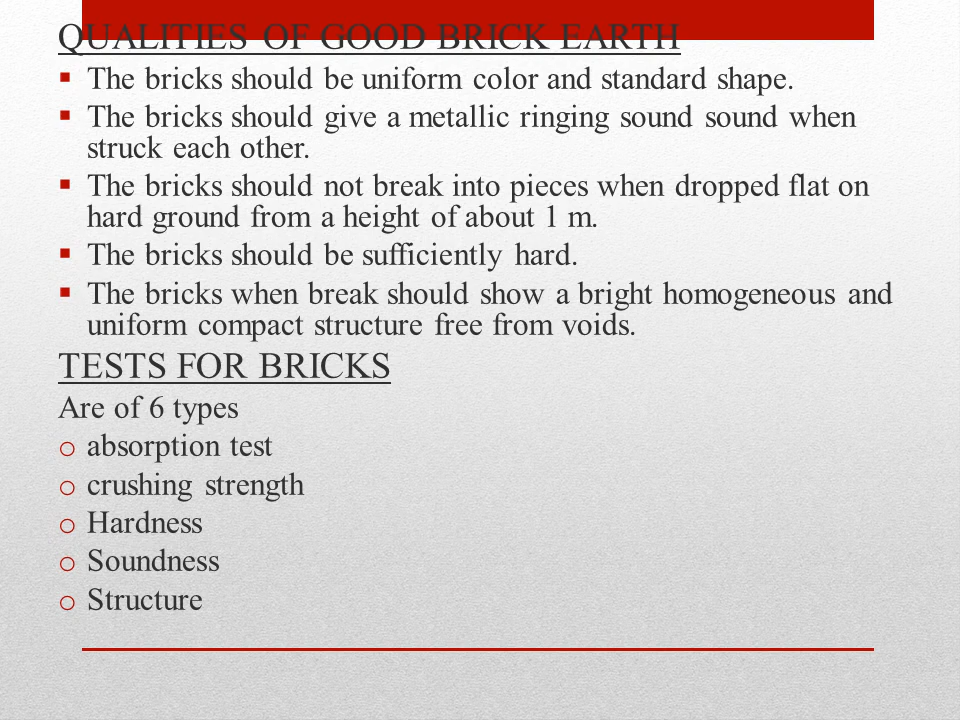 QUALITIES OF GOOD BRICK EARTH
▪ The bricks should be uniform color and standard shape.
▪ The bricks should give a metallic ringing sound sound when
struck each other.
▪ The bricks should not break into pieces when dropped flat on
hard ground from a height of about 1 m.
▪ The bricks should be sufficiently hard.
▪ The bricks when break should show a bright homogeneous and
uniform compact structure free from voids.
TESTS FOR BRICKS
Are of 6 types
o absorption test
o crushing strength
o Hardness
o Soundness
o Structure